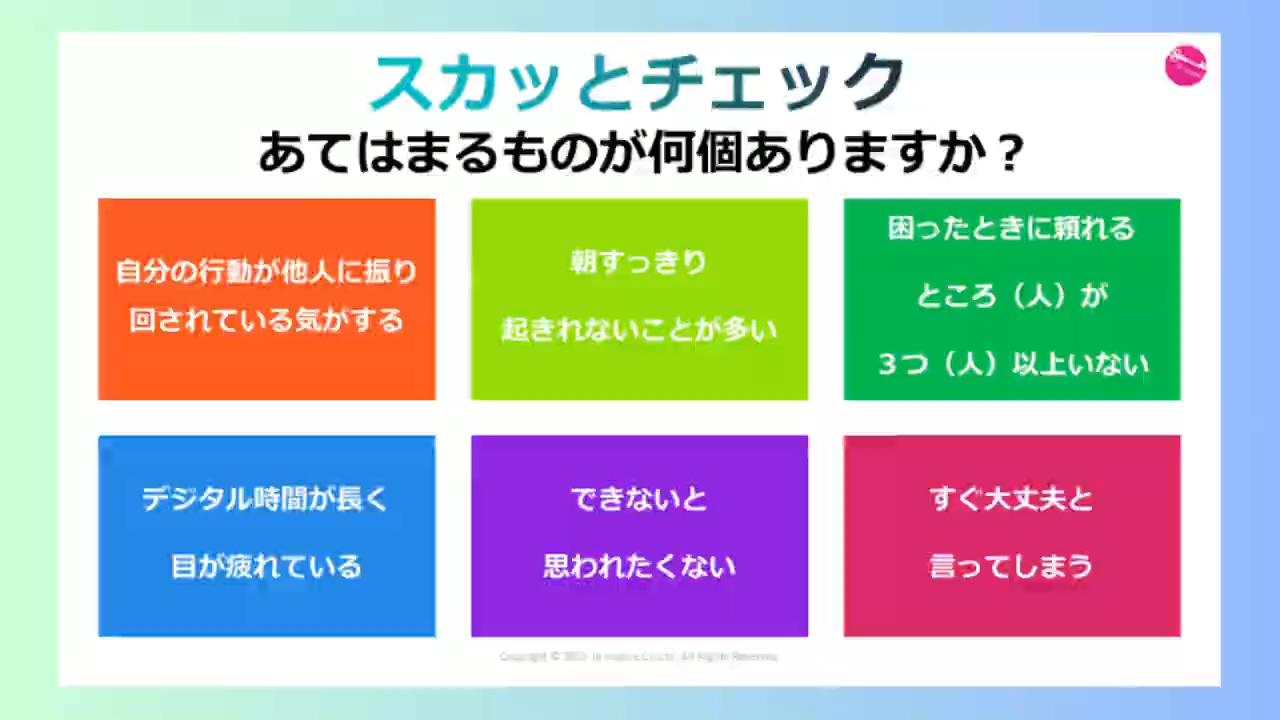 スカッとチェック
あてはまるものが何個ありますか？
自分の行動が他人に振り
回されている気がする
朝すっきり
起きれないことが多い
困ったときに頼れる
ところ（人）が
３つ（人）以上いない
デジタル時間が長く
目が疲れている
できないと
思われたくない
すぐ大丈夫と
言ってしまう
Copyright ©
All Rights Reserved